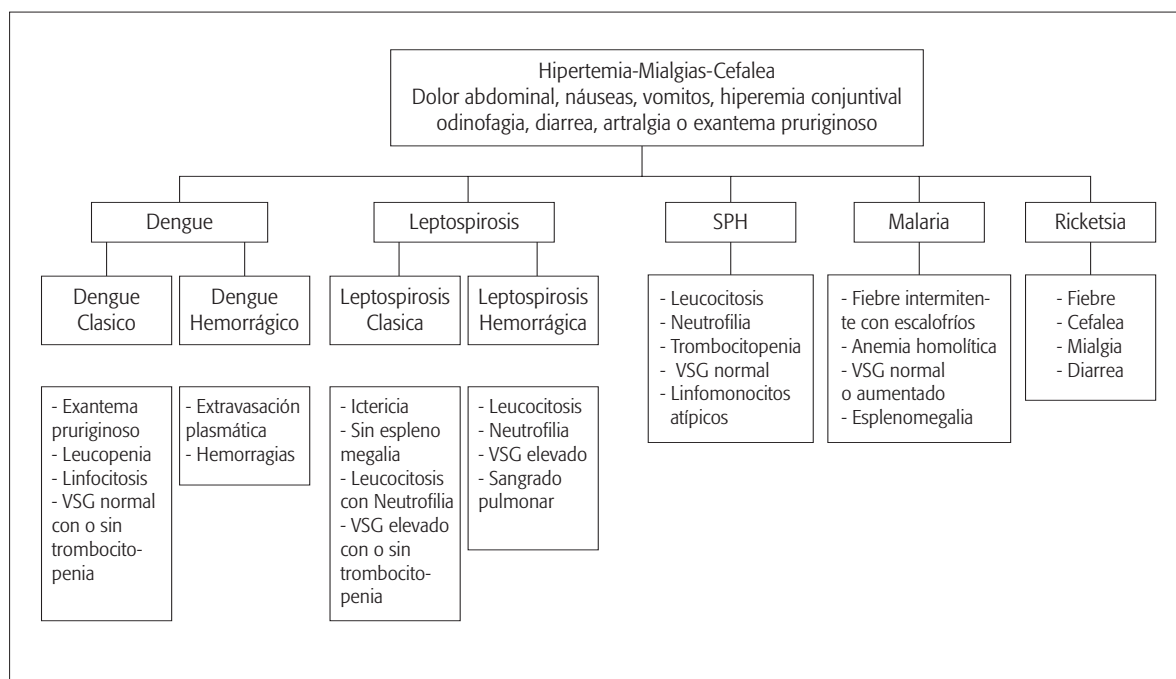 Hipertemia-Mialgias-Cefalea
Dolor abdominal, náuseas, vomitos, hiperemia conjuntival
odinofagia, diarrea, artralgia o exantema pruriginoso
Dengue
Leptospirosis
SPH
Malaria
Ricketsia
Dengue
Clasico
Dengue
Hemorrágico
Leptospirosis
Clasica
Leptospirosis
Hemorrágica
- Leucocitosis
- Neutrofilia
- Trombocitopenia
- VSG normal
- Linfomonocitos
atípicos
- Fiebre intermiten-
te con escalofríos
- Anemia homolítica
- VSG normal
o aumentado
- Esplenomegalia
- Fiebre
- Cefalea
- Mialgia
- Diarrea
- Exantema
pruriginoso
- Leucopenia
- Linfocitosis
- VSG normal
con o sin
trombocito-
penia
- Extravasación
plasmática
- Hemorragias
- Ictericia
- Sin espleno
megalia
- Leucocitosis
con Neutrofilia
- VSG elevado
con o sin
trombocito-
penia
- Leucocitosis
- Neutrofilia
- VSG elevado
- Sangrado
pulmonar